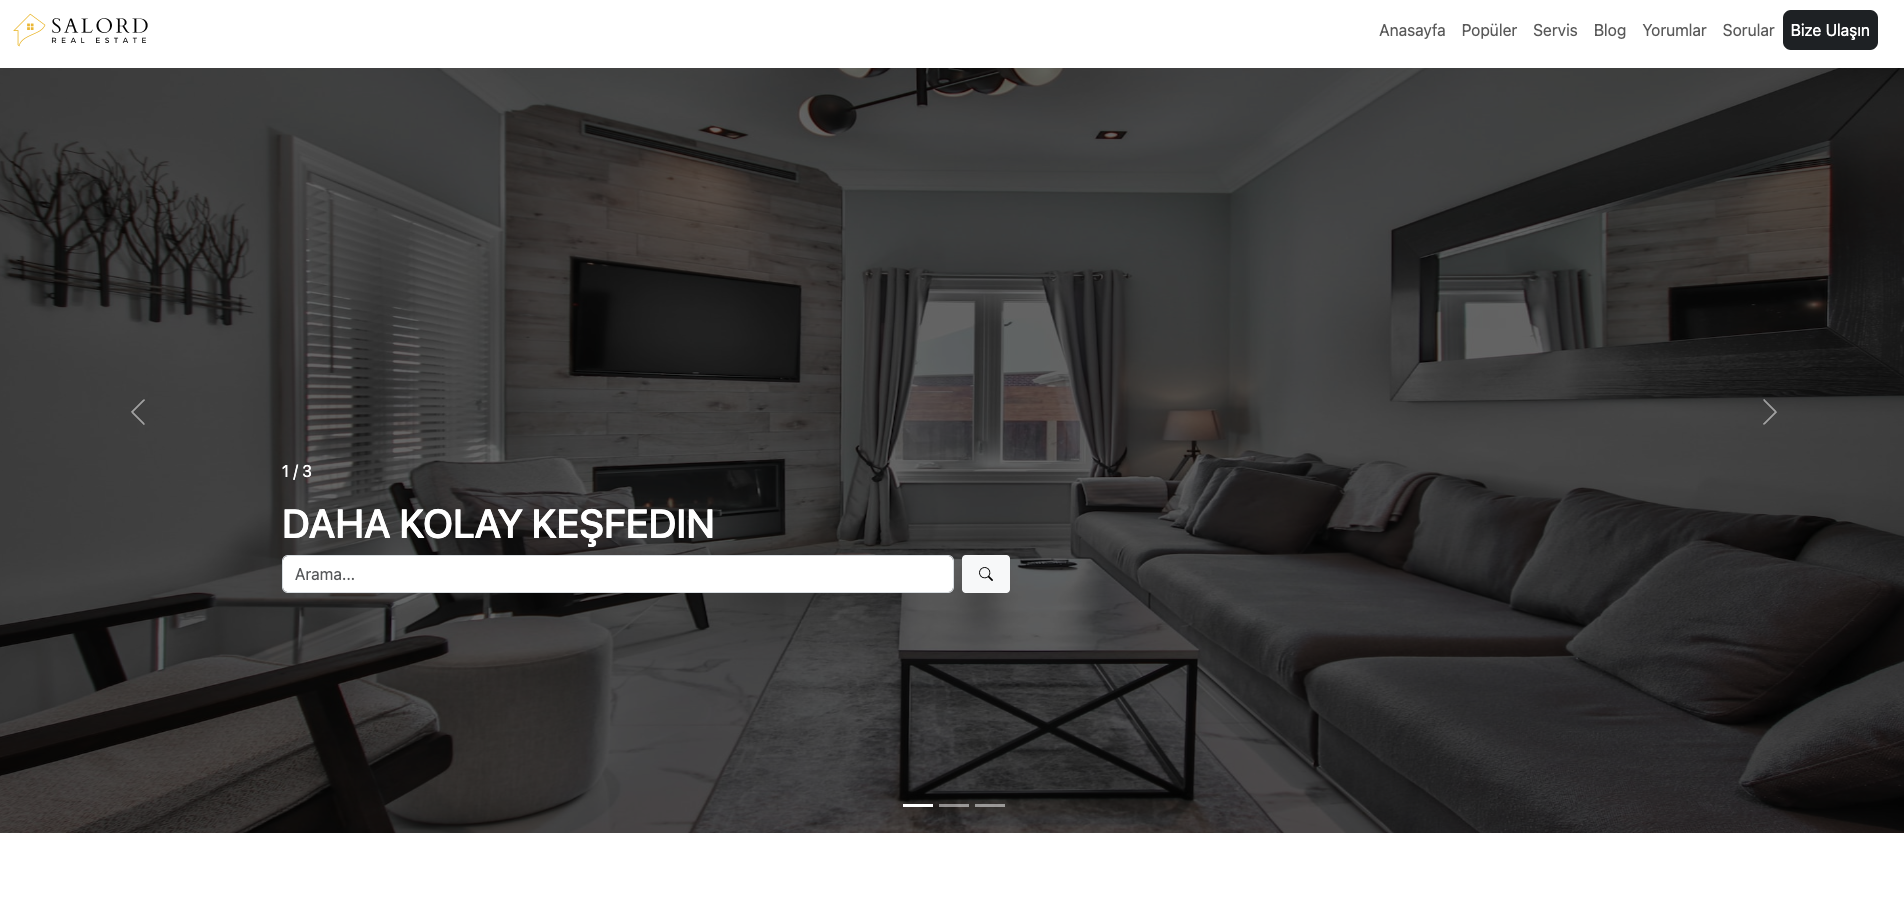 SALORD
REAL ESTATE
Anasayfa Popüler Servis Blog Yorumlar Sorular Bize Ulaşın
1 / 3
DAHA KOLAY KEŞFEDIN
Arama...